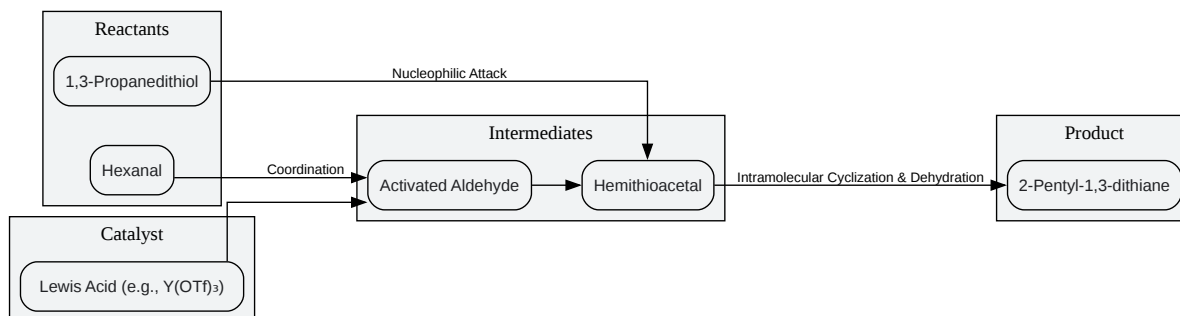 Reactants
1,3-Propanedithiol
Nucleophilic Attack
Intermediates
Product
Hexanal
Coordination
Activated Aldehyde
Hemithioacetal
Intramolecular Cyclization & Dehydration
2-Pentyl-1,3-dithiane
Catalyst
Lewis Acid (e.g., Y(OTf)₃)